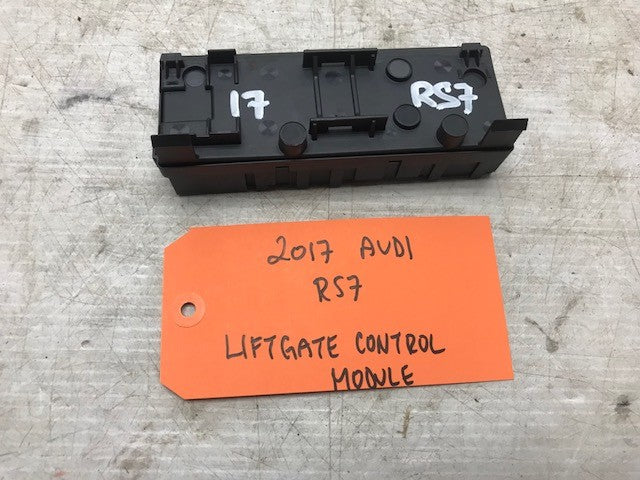 17 RS7
2017 AUDI
RS7
LIFTGATE CONTROL
MODULE